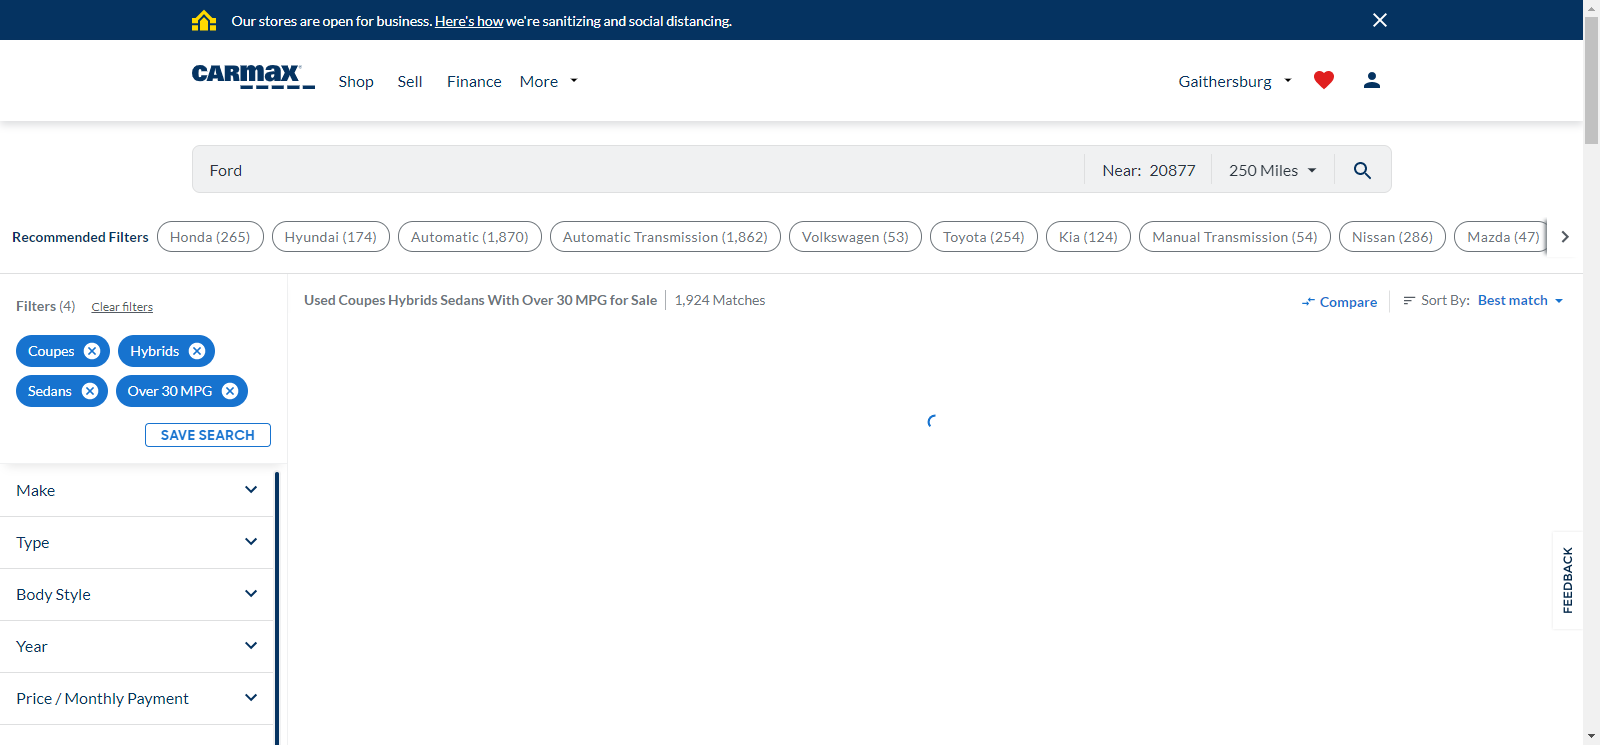 Our stores are open for business. Here's how we're sanitizing and social distancing.
CARMAX Shop Sell Finance More Gaithersburg
Ford Near: 20877 250 Miles
Recommended Filters Honda (265) Hyundai (174) Automatic (1,870) Automatic Transmission (1,862) Volkswagen (53) Toyota (254) Kia (124) Manual Transmission (54) Nissan (286) Mazda (47)
Filters (4) Clear filters
Used Coupes Hybrids Sedans With Over 30 MPG for Sale 1,924 Matches Compare Sort By: Best match
Coupes Hybrids
Sedans Over 30 MPG
SAVE SEARCH
Make
Type
Body Style
Year
Price / Monthly Payment
FEEDBACK